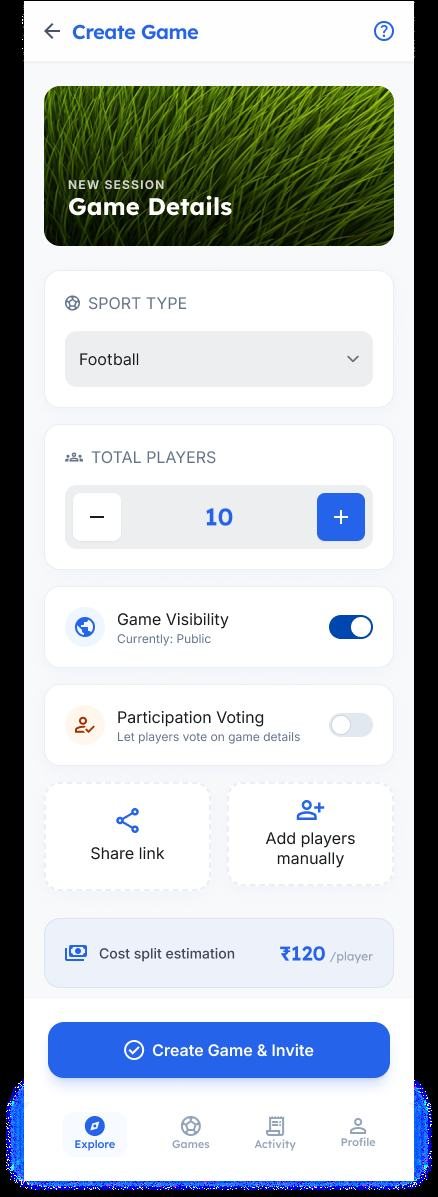 Create Game
NEW SESSION
Game Details
SPORT TYPE
Football
TOTAL PLAYERS
10
Game Visibility
Currently: Public
Participation Voting
Let players vote on game details
Share link
Add players
manually
Cost split estimation ₹120 /player
Create Game & Invite
Explore Games Activity Profile